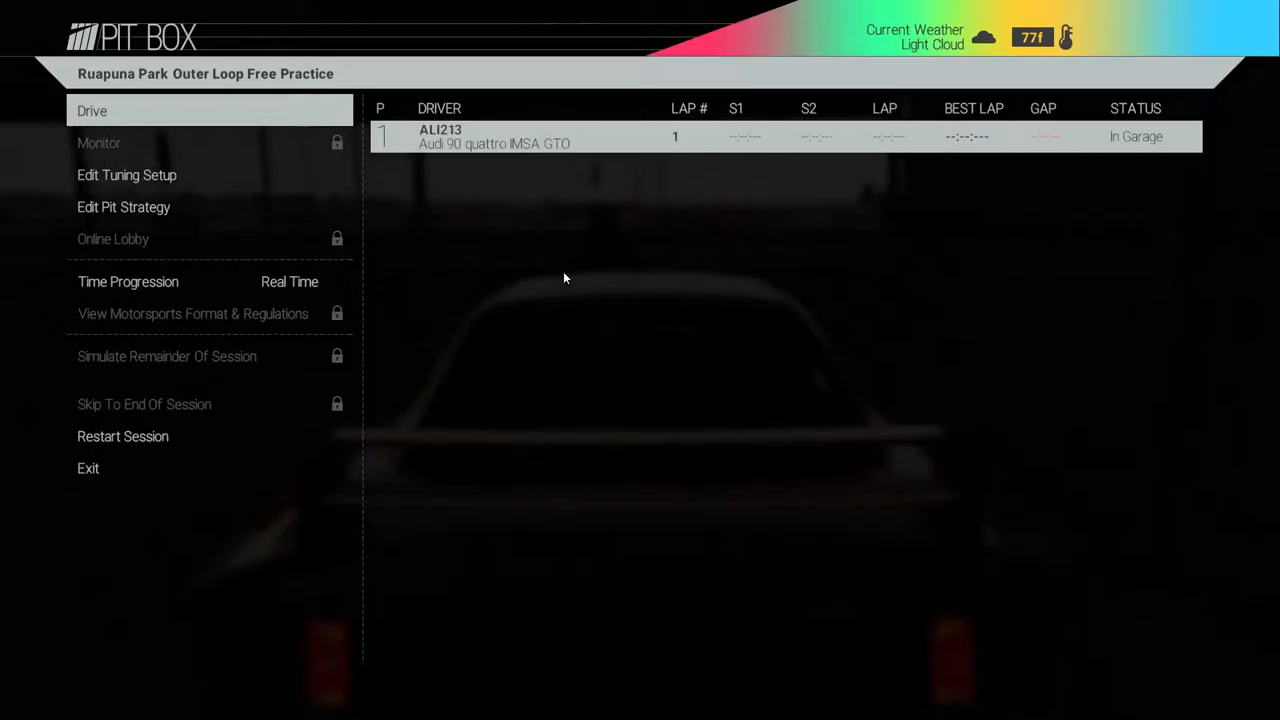 PIT BOX
Current Weather
Light Cloud
77f
Ruapuna Park Outer Loop Free Practice
Drive
Monitor
Edit Tuning Setup
Edit Pit Strategy
Online Lobby
Time Progression Real Time
View Motorsports Format & Regulations
Simulate Remainder Of Session
Skip To End Of Session
Restart Session
Exit
P DRIVER LAP # S1 S2 LAP BEST LAP GAP STATUS
1 ALI213 1 --:--:--- --:--:--- --:--:--- --:--:--- --:--:--- In Garage
Audi 90 quattro IMSA GTO